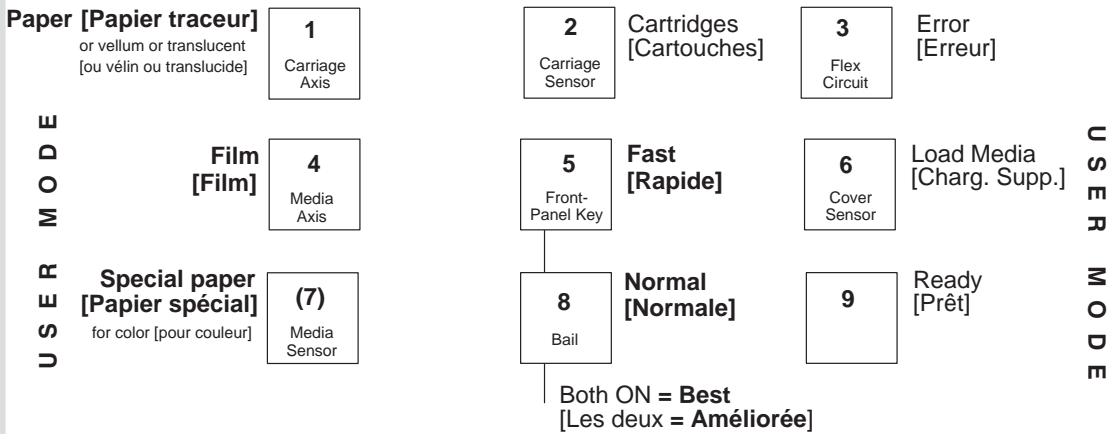 Paper [Papier traceur]
or vellum or translucent
[ou vélin ou translucide]
1
Carriage
Axis
2
Carriage
Sensor
Cartridges
[Cartouches]
3
Flex
Circuit
Error
[Erreur]
USER MODE
Film
[Film]
4
Media
Axis
5
Front-
Panel Key
Fast
[Rapide]
6
Cover
Sensor
Load Media
[Charg. Supp.]
USER MODE
Special paper
[Papier spécial]
for color [pour couleur]
(7)
Media
Sensor
8
Bail
Normal
[Normale]
9
Ready
[Prêt]
Both ON = Best
[Les deux = Améliorée]